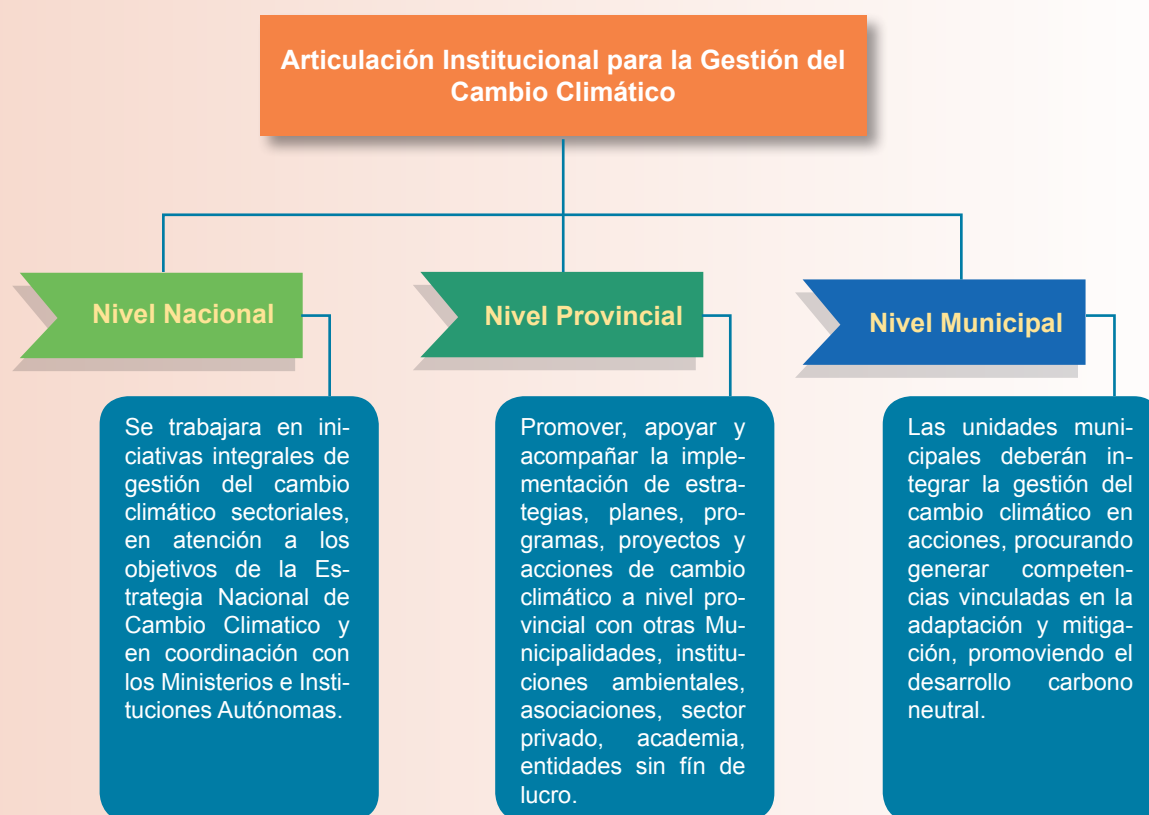 Articulación Institucional para la Gestión del
Cambio Climático
Nivel Nacional
Se trabajara en ini-
ciativas integrales de
gestión del cambio
climático sectoriales,
en atención a los
objetivos de la Es-
trategia Nacional de
Cambio Climatico y
en coordinación con
los Ministerios e Insti-
tuciones Autónomas.
Nivel Provincial
Promover, apoyar y
acompañar la imple-
mentación de estra-
tegias, planes, pro-
gramas, proyectos y
acciones de cambio
climático a nivel pro-
vincial con otras Mu-
nicipalidades, institu-
ciones ambientales,
asociaciones, sector
privado, academia,
entidades sin fín de
lucro.
Nivel Municipal
Las unidades muni-
cipales deberán in-
tegrar la gestión del
cambio climático en
acciones, procurando
generar competen-
cias vinculadas en la
adaptación y mitiga-
ción, promoviendo el
desarrollo carbono
neutral.